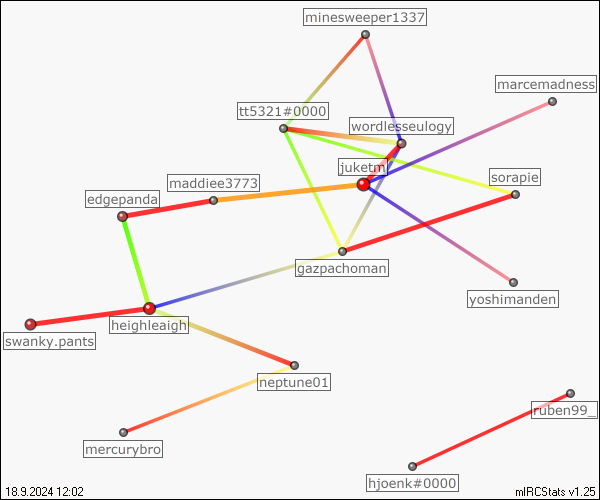 minesweeper1337
marcemadness
tt5321#0000
wordlesseulogy
juketm
sorapie
maddiee3773
edgepanda
gazpachoman
yoshimanden
heighleaigh
swanky.pants
neptune01
ruben99_
mercurybro
hjoenk#0000
18.9.2024 12:02
mIRCStats v1.25